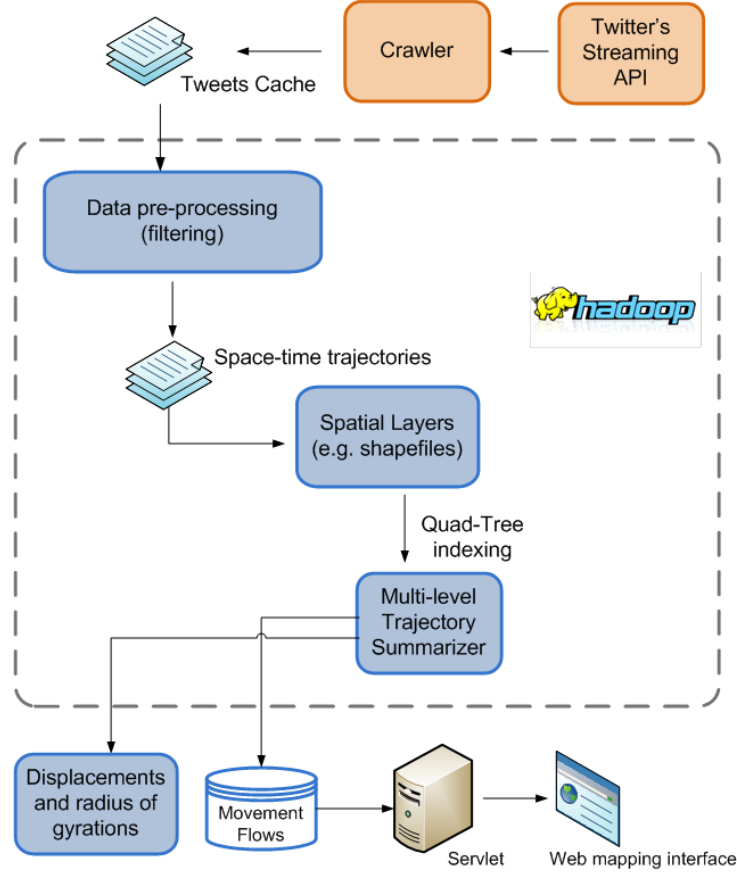 Twitter's
Streaming
API
Crawler
Tweets Cache
Data pre-processing
(filtering)
hadoop
Space-time trajectories
Spatial Layers
(e.g. shapefiles)
Quad-Tree
indexing
Multi-level
Trajectory
Summarizer
Displacements
and radius of
gyrations
Movement
Flows
Servlet
Web mapping interface